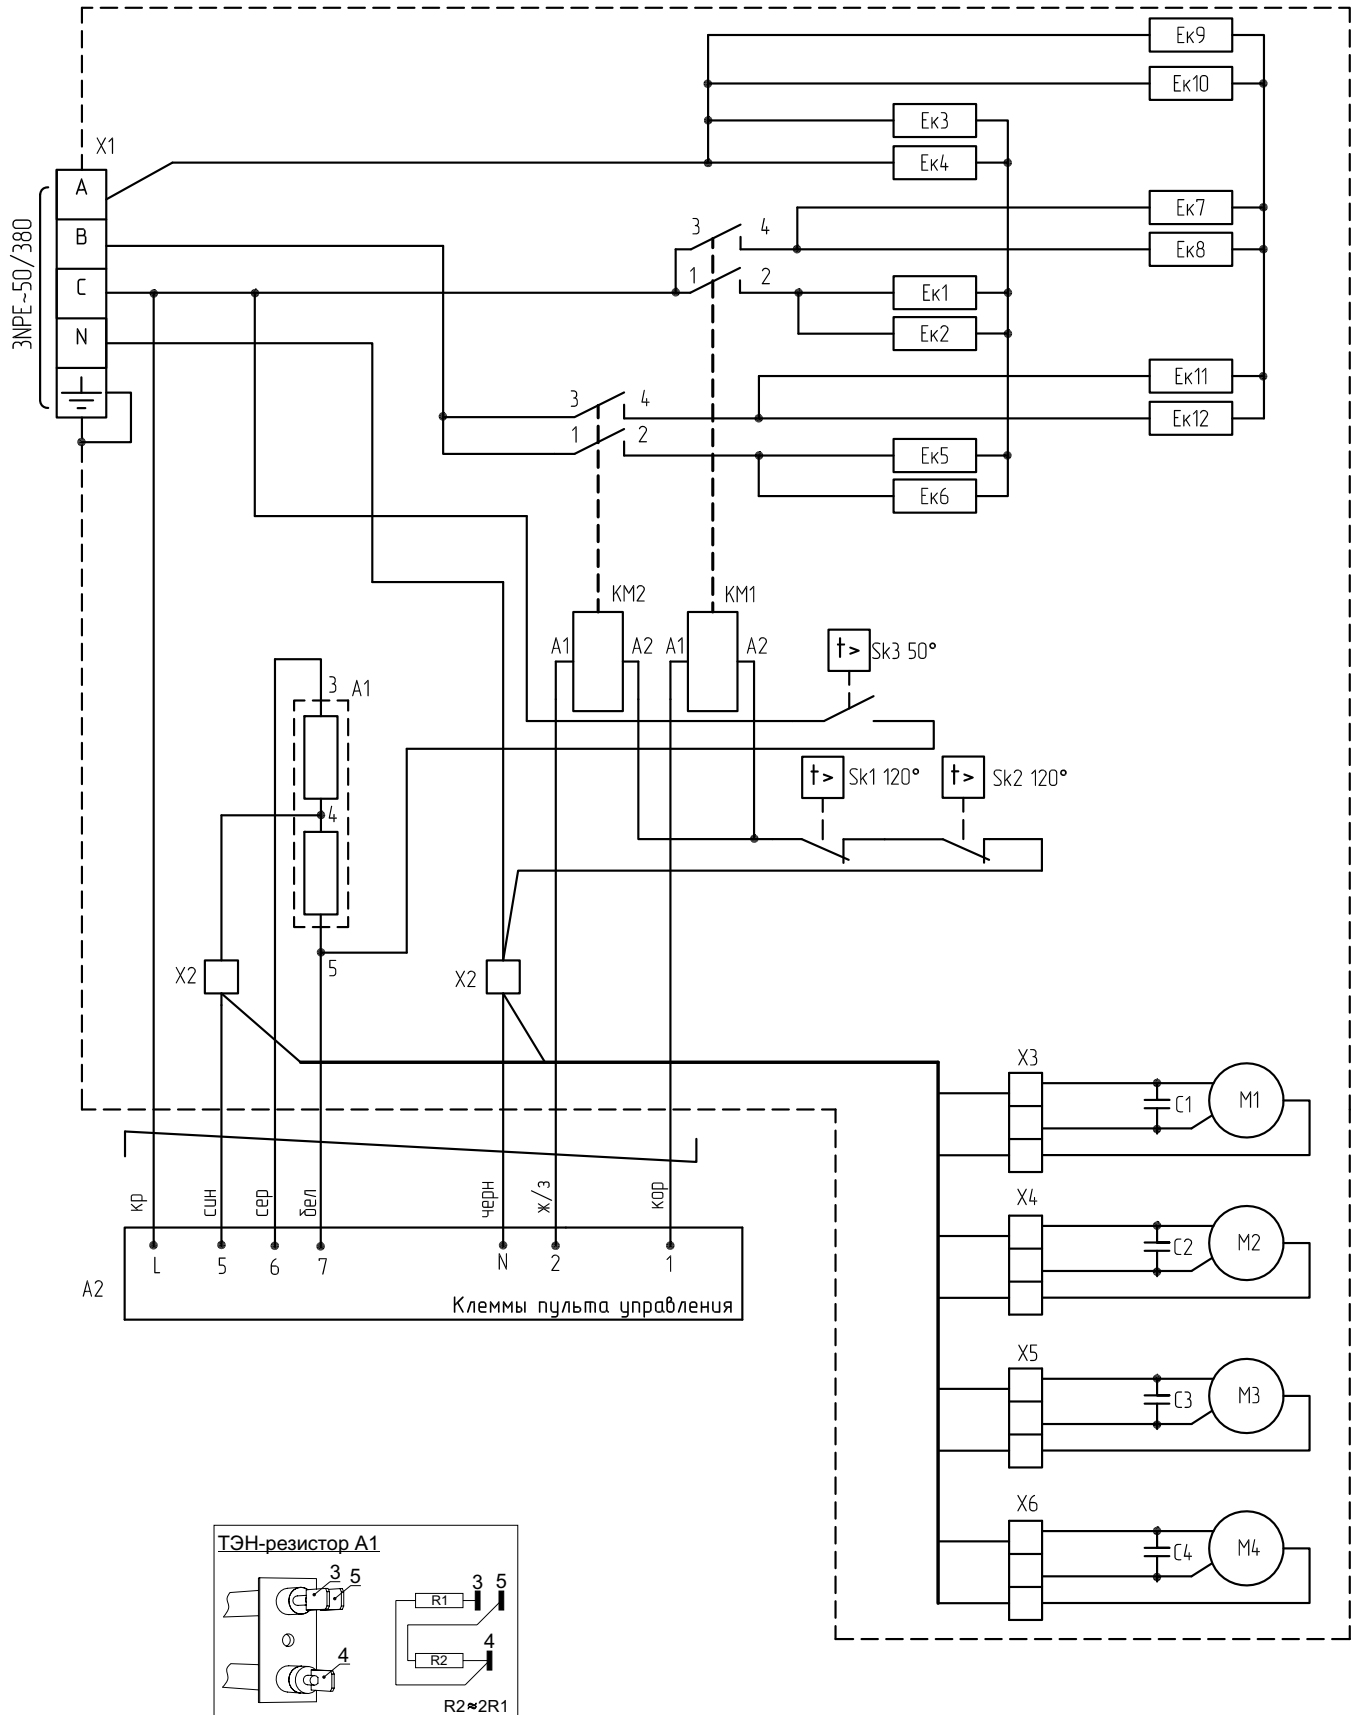 Ек9
Ек10
Ек3
Ек4
X1
A
B
C
N
3NPE~50/380
Ек7
Ек8
3
4
1
2
Ек1
Ек2
Ек11
Ек12
3
4
1
2
Ек5
Ек6
KM2
KM1
A1
A2
A1
A2
t>
Sk3 50°
3
A1
4
5
t>
Sk1 120°
t>
Sk2 120°
X2
X2
X3
C1
M1
X4
C2
M2
X5
C3
M3
X6
C4
M4
кр
син
сер
бел
черн
ж/з
кор
L
5
6
7
N
2
1
A2
Клеммы пульта управления
ТЭН-резистор А1
3
5
4
R1
3
5
R2
4
R2≈2R1